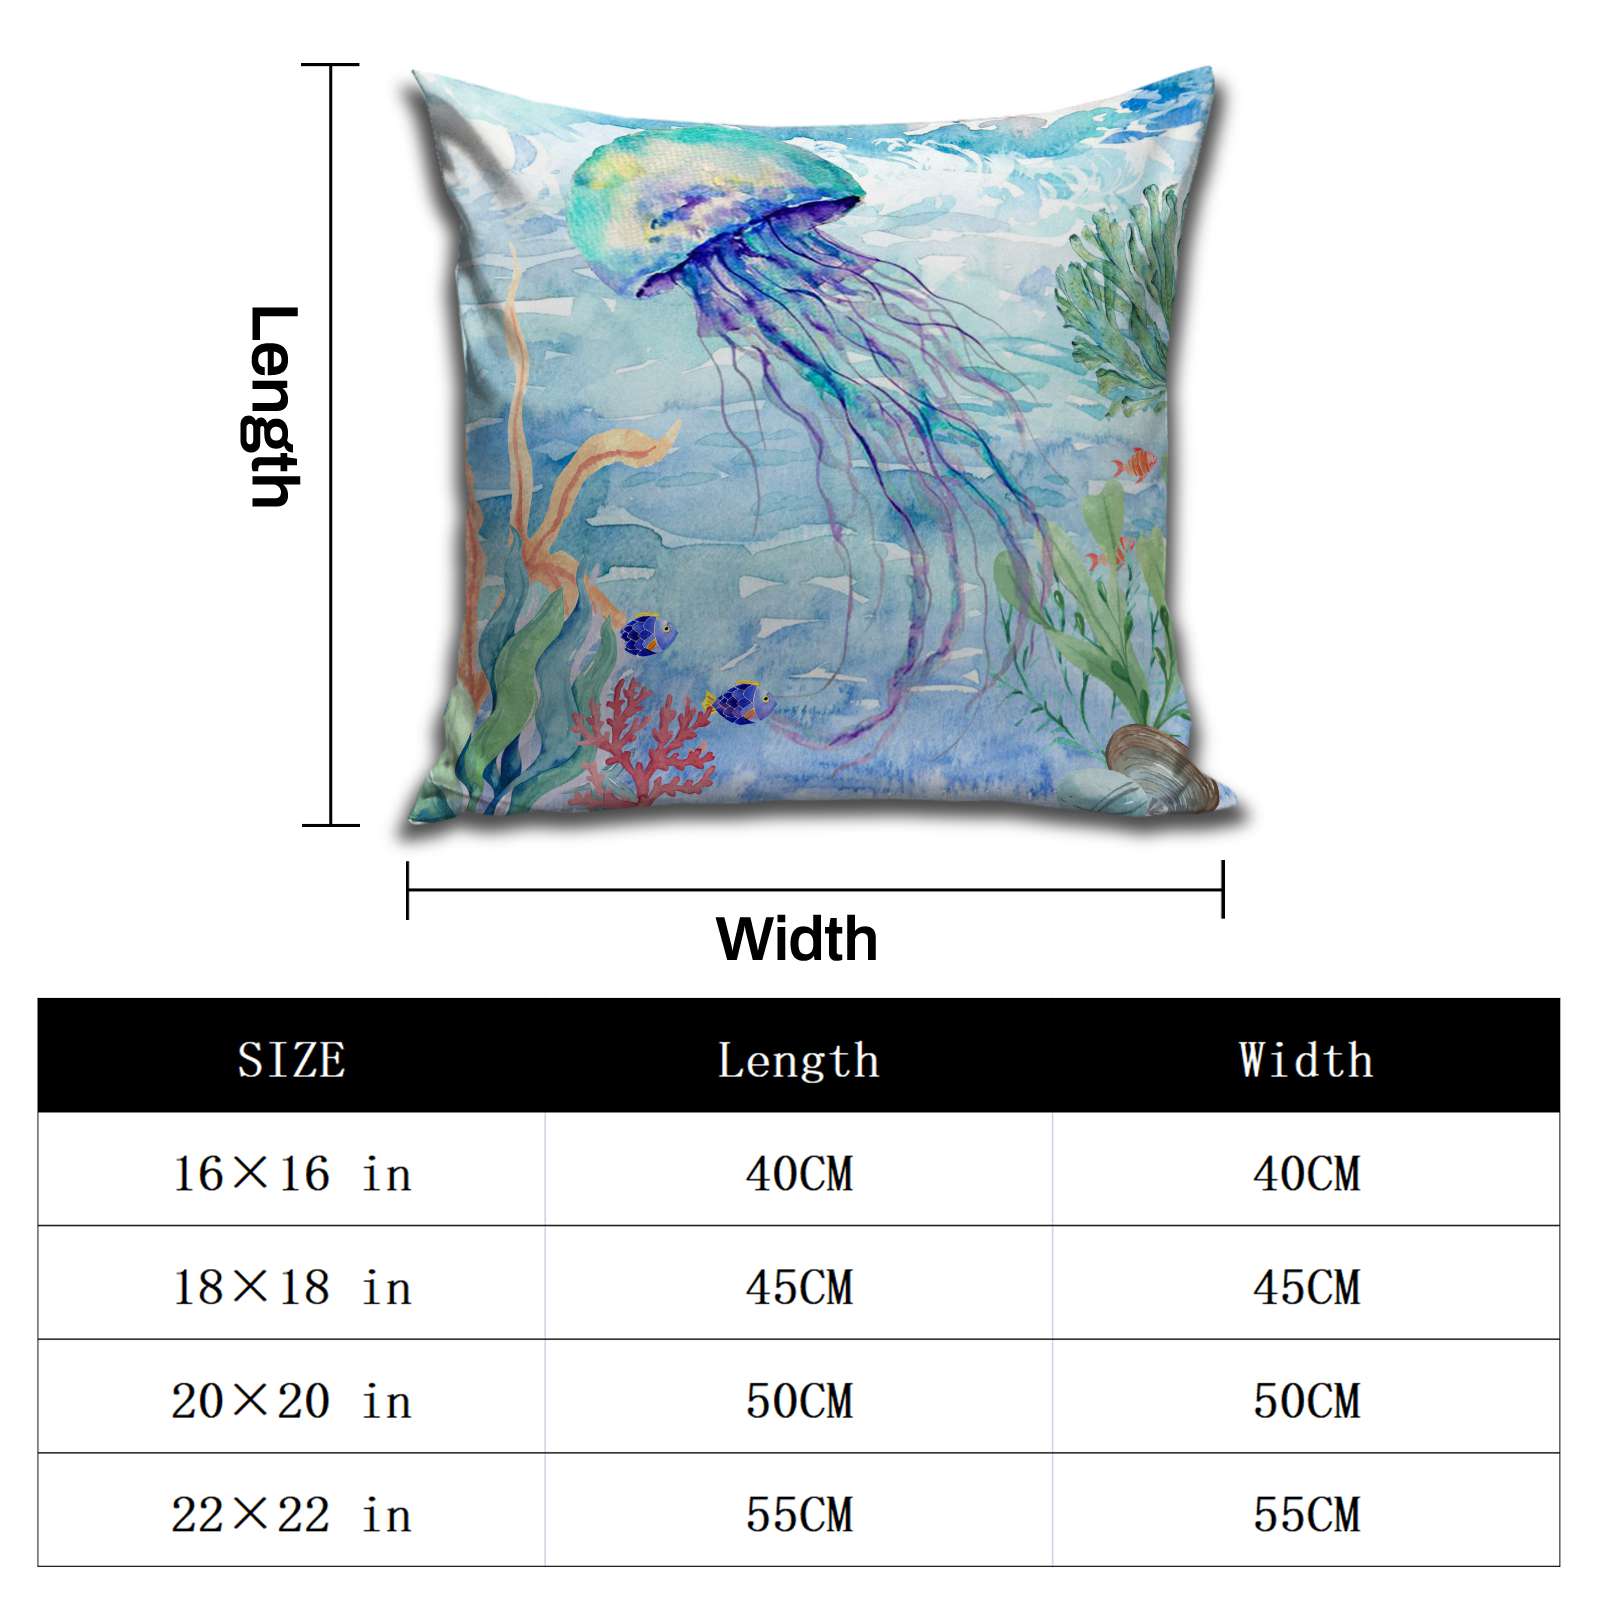 Length
Width
SIZE Length Width
16×16 in 40CM 40CM
18×18 in 45CM 45CM
20×20 in 50CM 50CM
22×22 in 55CM 55CM